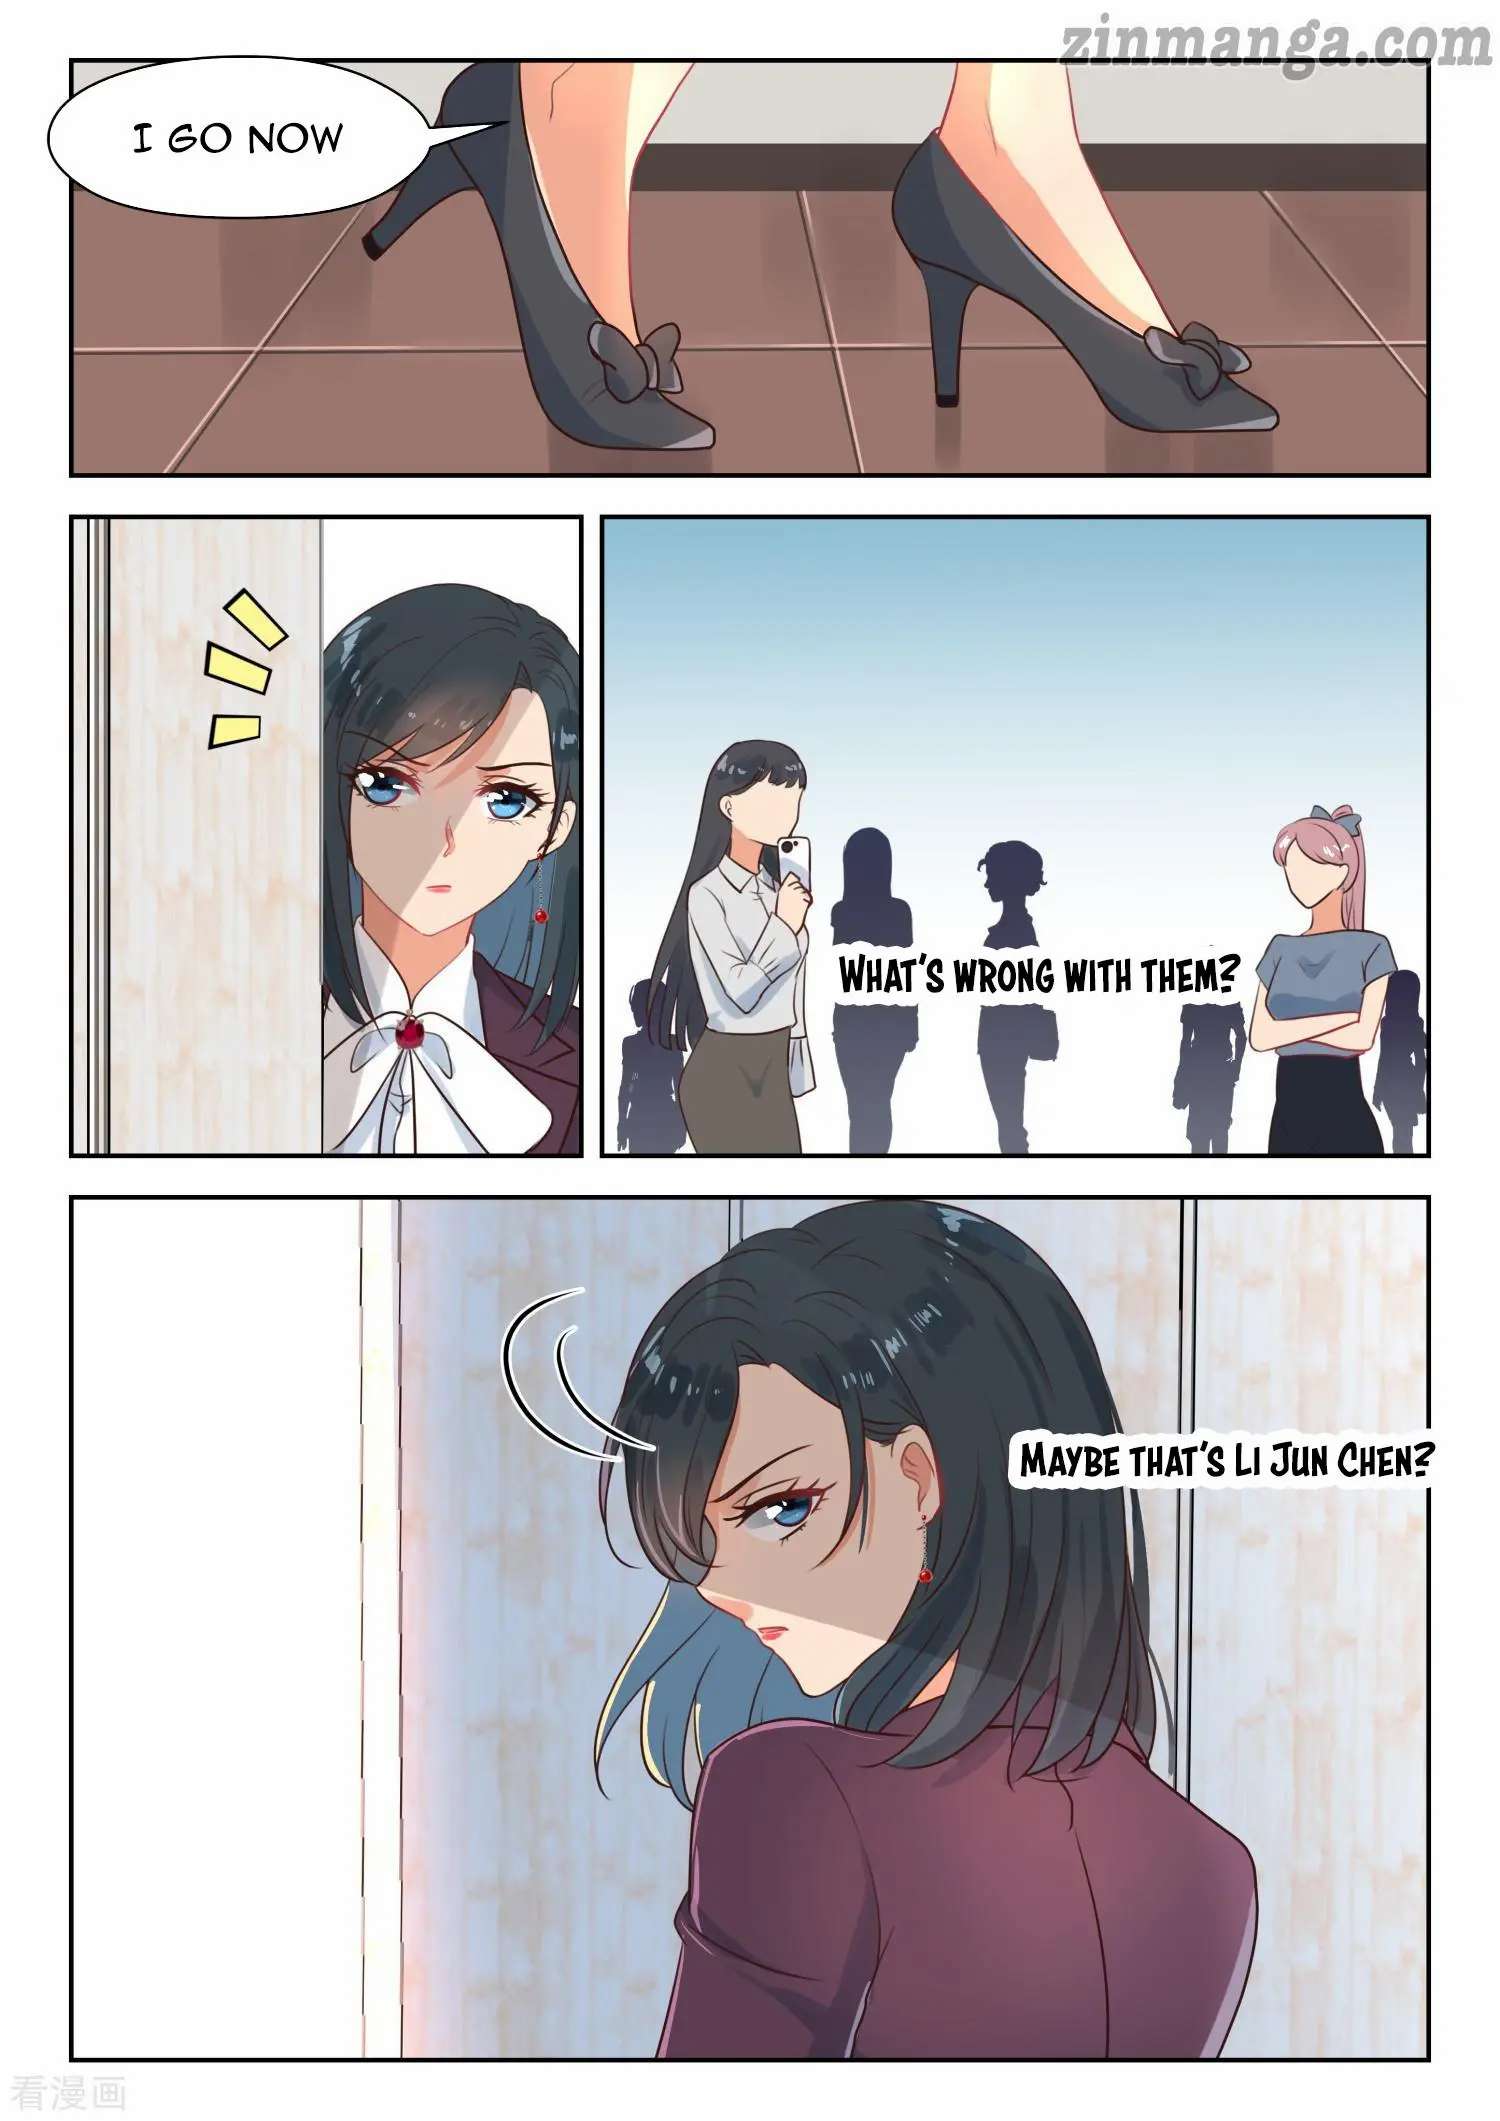 zinmanga.com
I GO NOW
WHAT'S WRONG WITH THEM?
MAYBE THAT'S LI JUN CHEN?
看漫画